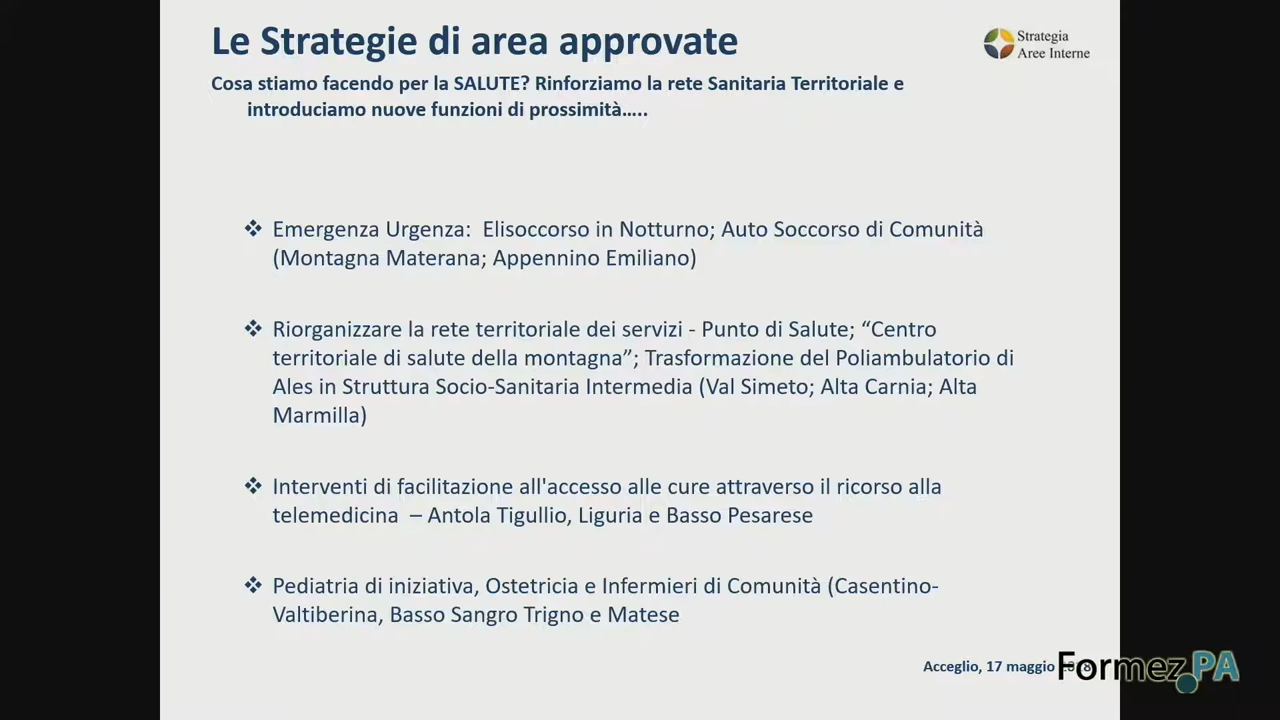 Le Strategie di area approvate
Strategia
Aree Interne
Cosa stiamo facendo per la SALUTE? Rinforziamo la rete Sanitaria Territoriale e
introduciamo nuove funzioni di prossimità…..
❖ Emergenza Urgenza:  Elisoccorso in Notturno; Auto Soccorso di Comunità
(Montagna Materana; Appennino Emiliano)
❖ Riorganizzare la rete territoriale dei servizi - Punto di Salute; “Centro
territoriale di salute della montagna”; Trasformazione del Poliambulatorio di
Ales in Struttura Socio-Sanitaria Intermedia (Val Simeto; Alta Carnia; Alta
Marmilla)
❖ Interventi di facilitazione all'accesso alle cure attraverso il ricorso alla
telemedicina  – Antola Tigullio, Liguria e Basso Pesarese
❖ Pediatria di iniziativa, Ostetricia e Infermieri di Comunità (Casentino-
Valtiberina, Basso Sangro Trigno e Matese
Acceglio, 17 maggio
Formez PA